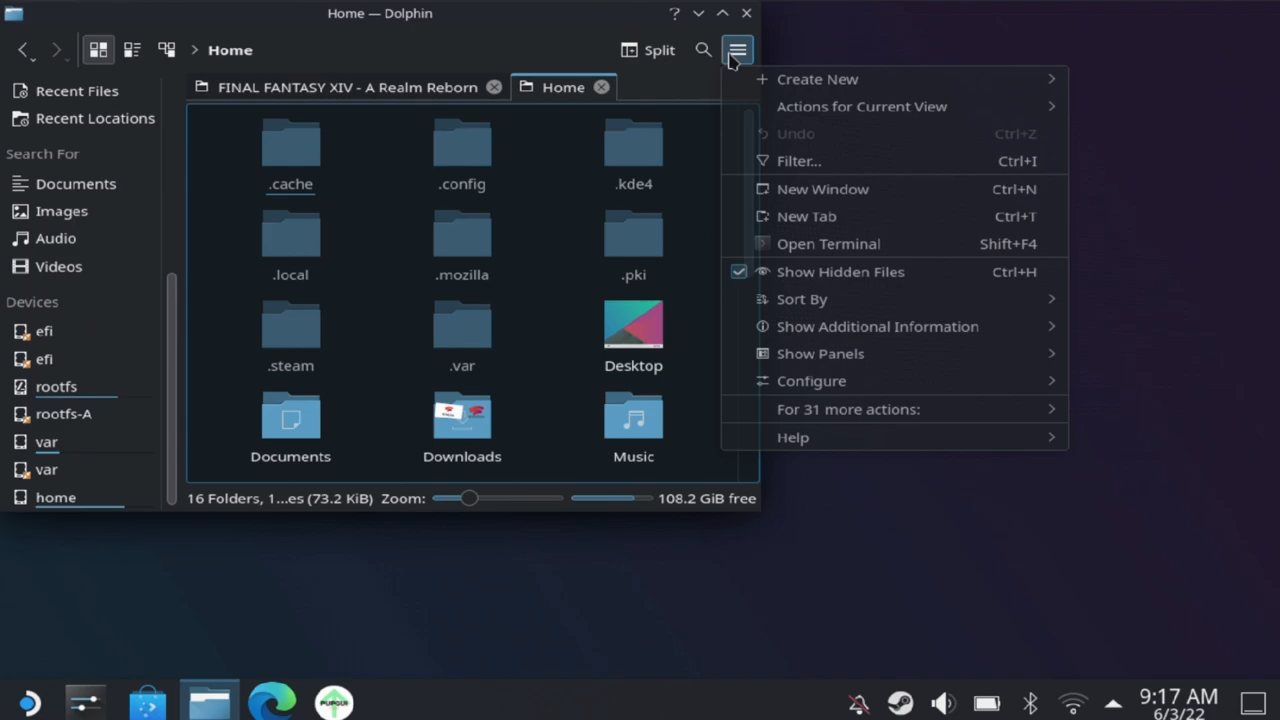 Home — Dolphin
Home
Split
Recent Files
Recent Locations
Search For
Documents
Images
Audio
Videos
Devices
efi
efi
rootfs
rootfs-A
var
var
home
FINAL FANTASY XIV - A Realm Reborn
Home
.cache
.config
.kde4
.local
.mozilla
.pki
.steam
.var
Desktop
Documents
Downloads
Music
16 Folders, 1...es (73.2 KiB)
Zoom:
108.2 GiB free
Create New
Actions for Current View
Undo Ctrl+Z
Filter... Ctrl+I
New Window Ctrl+N
New Tab Ctrl+T
Open Terminal Shift+F4
Show Hidden Files Ctrl+H
Sort By
Show Additional Information
Show Panels
Configure
For 31 more actions:
Help
PUPGUI
9:17 AM
6/3/22